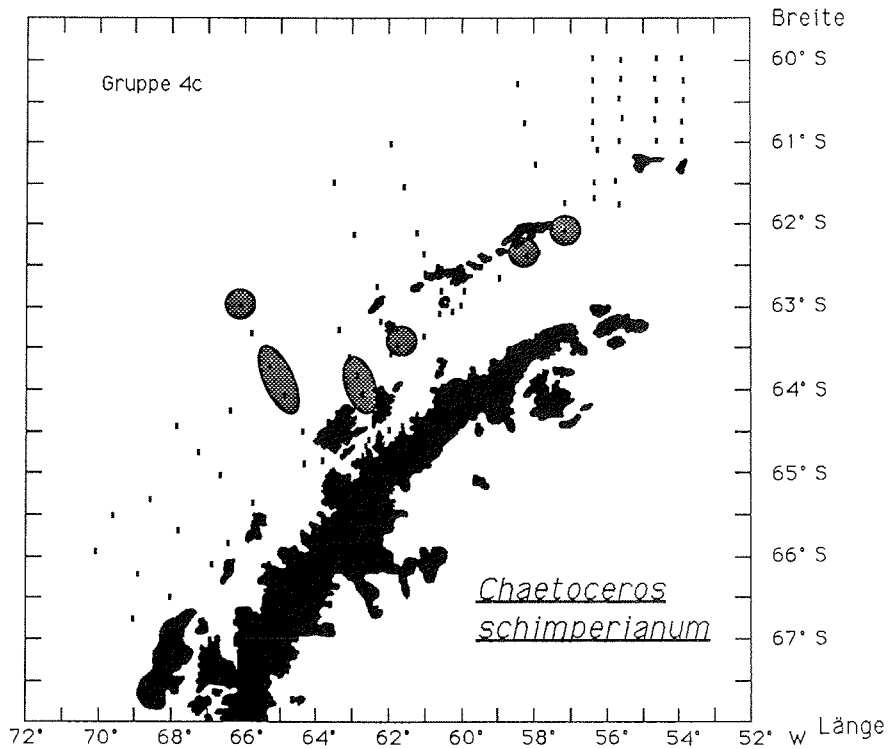 Breite
60° S
Gruppe 4c
61° S
62° S
63° S
64° S
65° S
66° S
Chaetoceros
schimperianum
67° S
72° 70° 68° 66° 64° 62° 60° 58° 56° 54° W 52° Länge